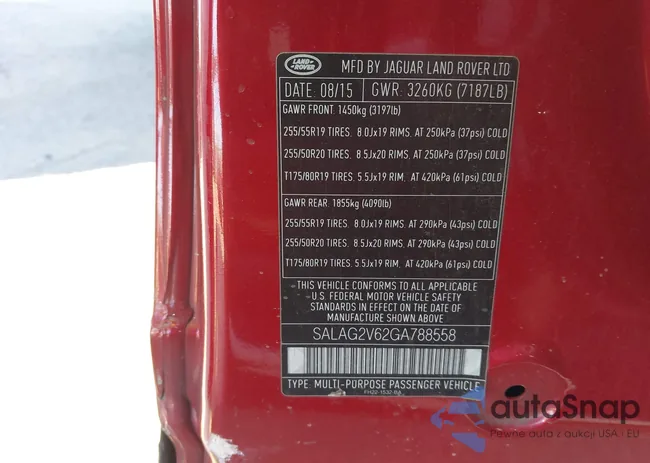 LAND ROVER
MFD BY JAGUAR LAND ROVER LTD
DATE 08/15 GWR 3260KG (7187LB)
GAWR FRONT 1450kg (3197lb)
255/55R19 TIRES. 8.0Jx19 RIMS. AT 250kPa (37psi) COLD
255/50R20 TIRES. 8.5Jx20 RIMS. AT 250kPa (37psi) COLD
T175/80R19 TIRES. 5.5Jx19 RIM. AT 420kPa (61psi) COLD
GAWR REAR 1855kg (4090lb)
255/55R19 TIRES. 8.0Jx19 RIMS. AT 290kPa (43psi) COLD
255/50R20 TIRES. 8.5Jx20 RIMS. AT 290kPa (43psi) COLD
T175/80R19 TIRES. 5.5Jx19 RIM. AT 420kPa (61psi) COLD
THIS VEHICLE CONFORMS TO ALL APPLICABLE
U.S. FEDERAL MOTOR VEHICLE SAFETY
STANDARDS IN EFFECT ON THE DATE OF
MANUFACTURE SHOWN ABOVE
SALAG2V62GA788558
TYPE: MULTI-PURPOSE PASSENGER VEHICLE
FH22-1532-BA
autoSnap
Pewne auta z aukcji USA i EU